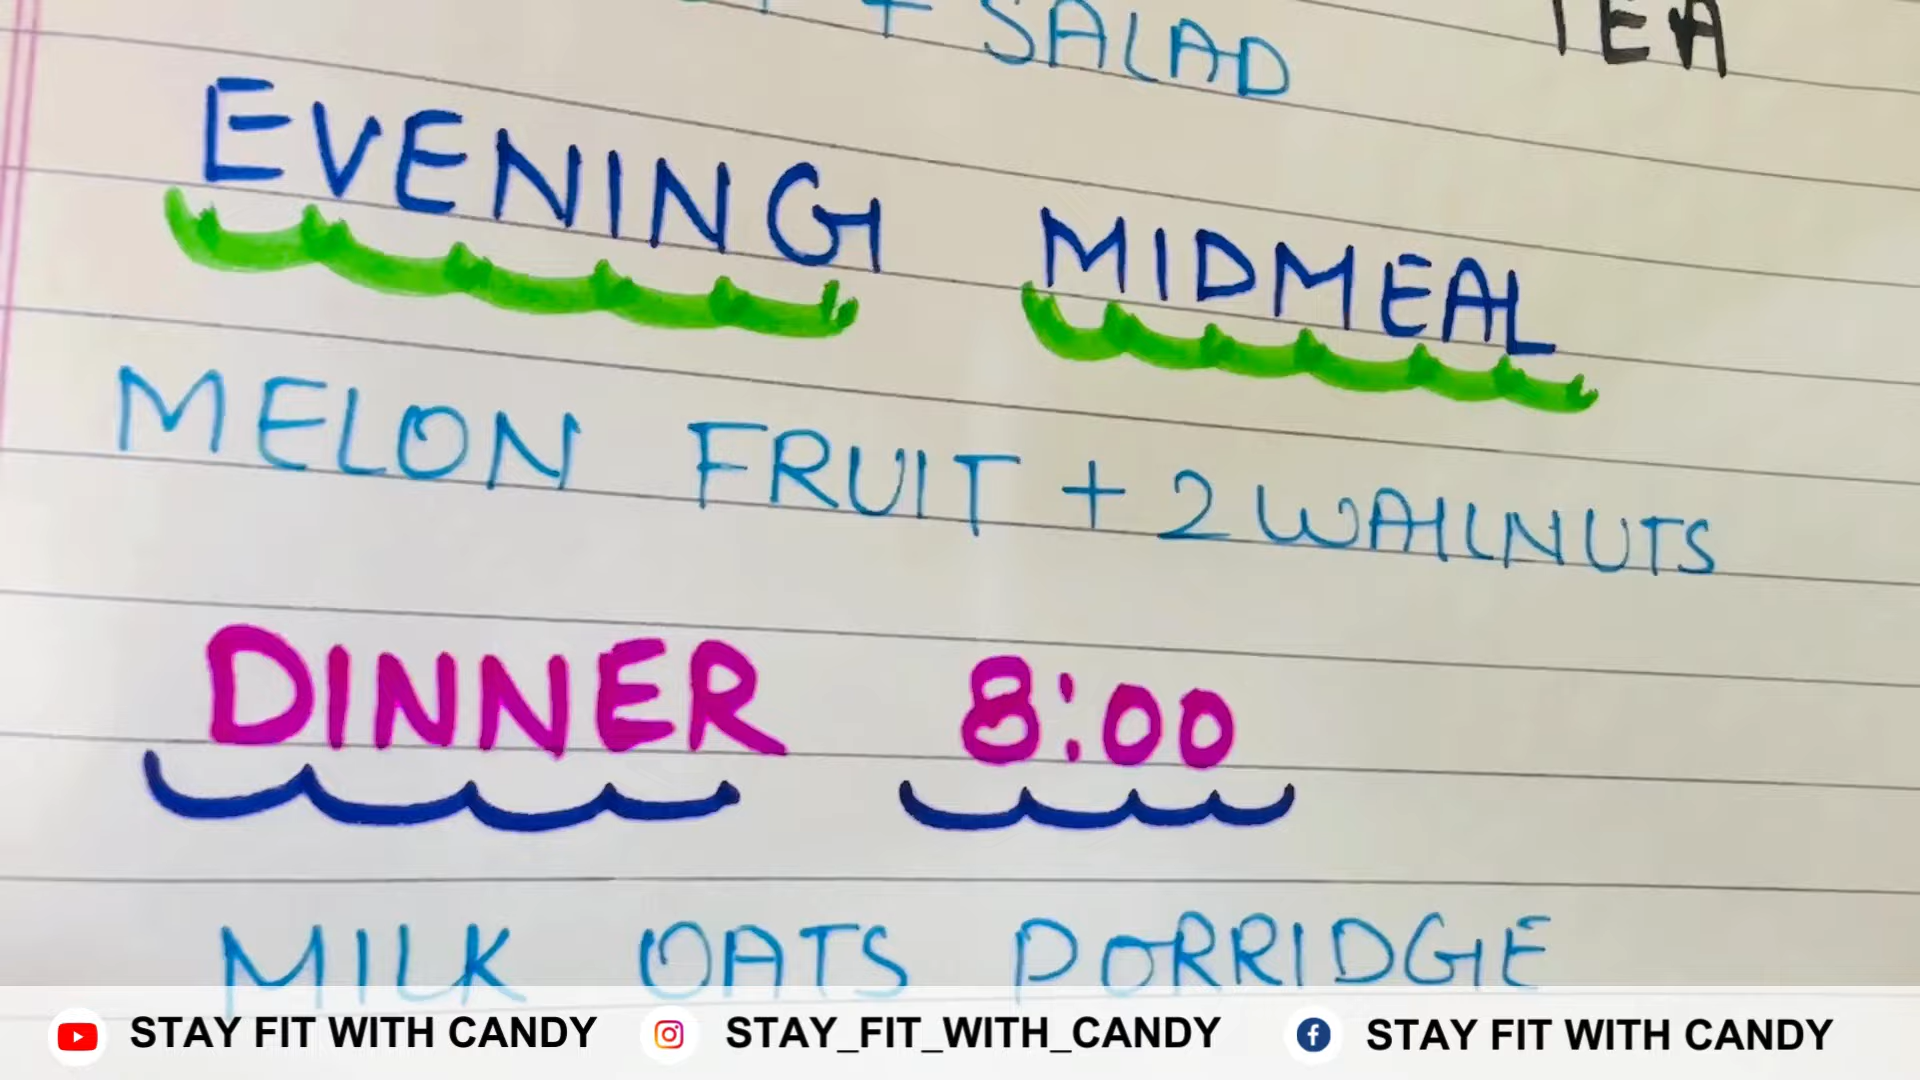 + SALAD
TEA
EVENING MIDMEAL
MELON FRUIT + 2 WALNUTS
DINNER 8:00
MILK OATS PORRIDGE
STAY FIT WITH CANDY STAY_FIT_WITH_CANDY STAY FIT WITH CANDY